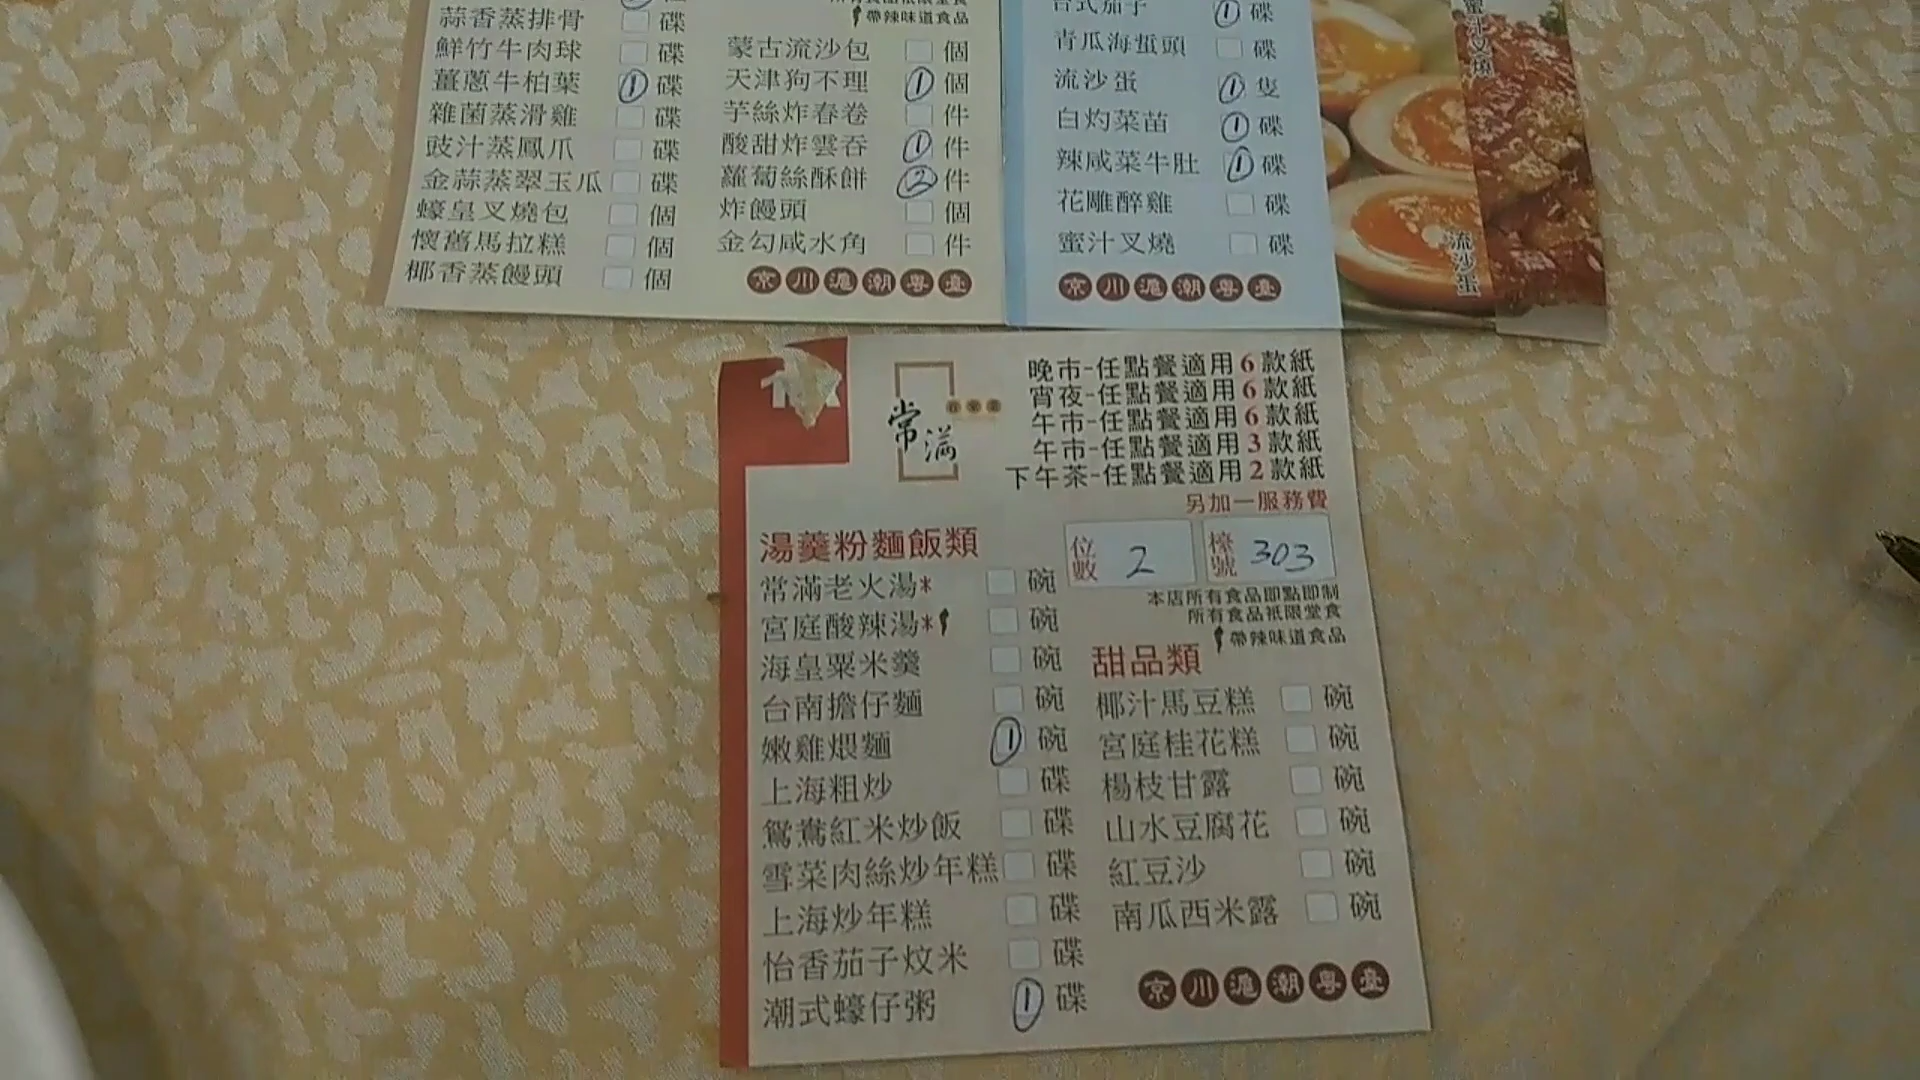 蒜香蒸排骨 碟
鮮竹牛肉球 碟
薑蔥牛柏葉 1 碟
雜菌蒸滑雞 碟
豉汁蒸鳳爪 碟
金蒜蒸翠玉瓜 碟
蠔皇叉燒包 個
懷舊馬拉糕 個
椰香蒸饅頭 個
帶辣味道食品
蒙古流沙包 個
天津狗不理 1 個
芋絲炸春卷 件
酸甜炸雲吞 1 件
蘿蔔絲酥餅 2 件
炸饅頭 個
金勾咸水角 件
京川滬潮粵臺
台式茄子 1 碟
青瓜海蜇頭 碟
流沙蛋 1 隻
白灼菜苗 1 碟
辣咸菜牛肚 1 碟
花雕醉雞 碟
蜜汁叉燒 碟
京川滬潮粵臺
蜜汁叉燒
流沙蛋
常滿
晚市-任點餐適用6款紙
宵夜-任點餐適用6款紙
午市-任點餐適用6款紙
午市-任點餐適用3款紙
下午茶-任點餐適用2款紙
另加一服務費
位數 2
檯號 303
本店所有食品即點即制
所有食品祇限堂食
帶辣味道食品
湯羹粉麵飯類
常滿老火湯* 碗
宮庭酸辣湯* 碗
海皇粟米羹 碗
台南擔仔麵 碗
嫩雞煨麵 1 碗
上海粗炒 碟
鴛鴦紅米炒飯 碟
雪菜肉絲炒年糕 碟
上海炒年糕 碟
怡香茄子炆米 碟
潮式蠔仔粥 1 碟
甜品類
椰汁馬豆糕 碗
宮庭桂花糕 碗
楊枝甘露 碗
山水豆腐花 碗
紅豆沙 碗
南瓜西米露 碗
京川滬潮粵臺